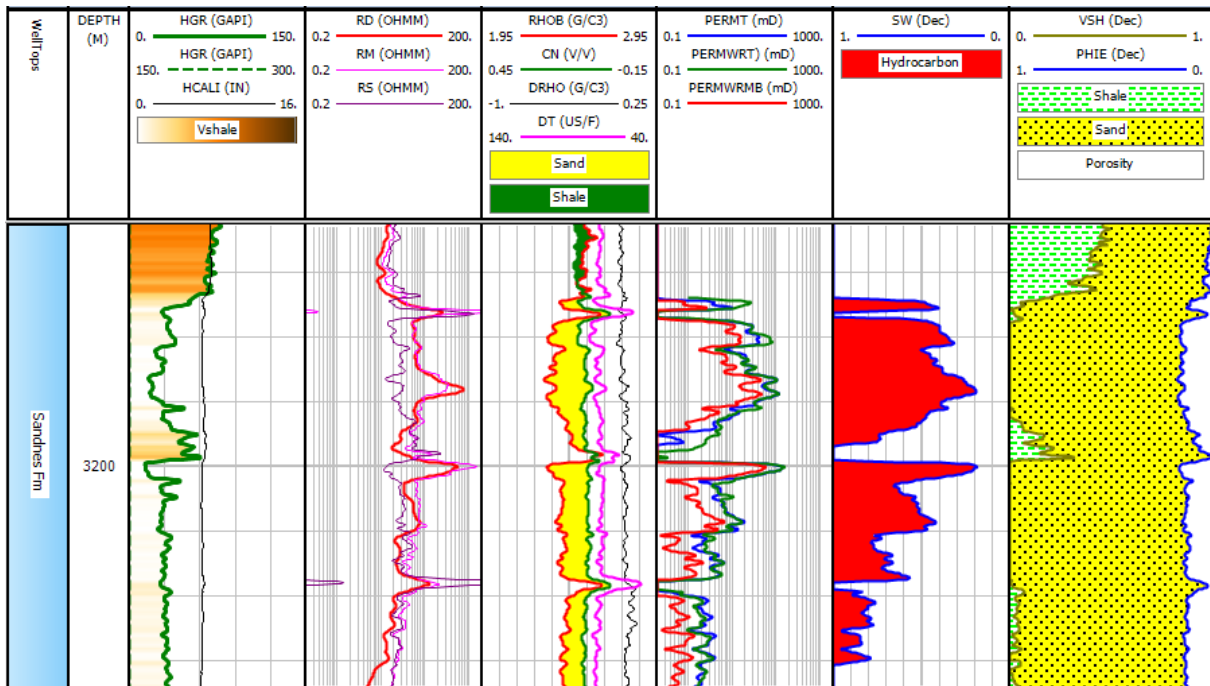 WellTops
DEPTH (M)
HGR (GAPI)
0. 150.
HGR (GAPI)
150. 300.
HCALI (IN)
0. 16.
Vshale
RD (OHMM)
0.2 200.
RM (OHMM)
0.2 200.
RS (OHMM)
0.2 200.
RHOB (G/C3)
1.95 2.95
CN (V/V)
0.45 -0.15
DRHO (G/C3)
-1. 0.25
DT (US/F)
140. 40.
Sand
Shale
PERMT (mD)
0.1 1000.
PERMWRT) (mD)
0.1 1000.
PERMWRMB (mD)
0.1 1000.
SW (Dec)
1. 0.
Hydrocarbon
VSH (Dec)
0. 1.
PHIE (Dec)
1. 0.
Shale
Sand
Porosity
Sandnes Fm
3200